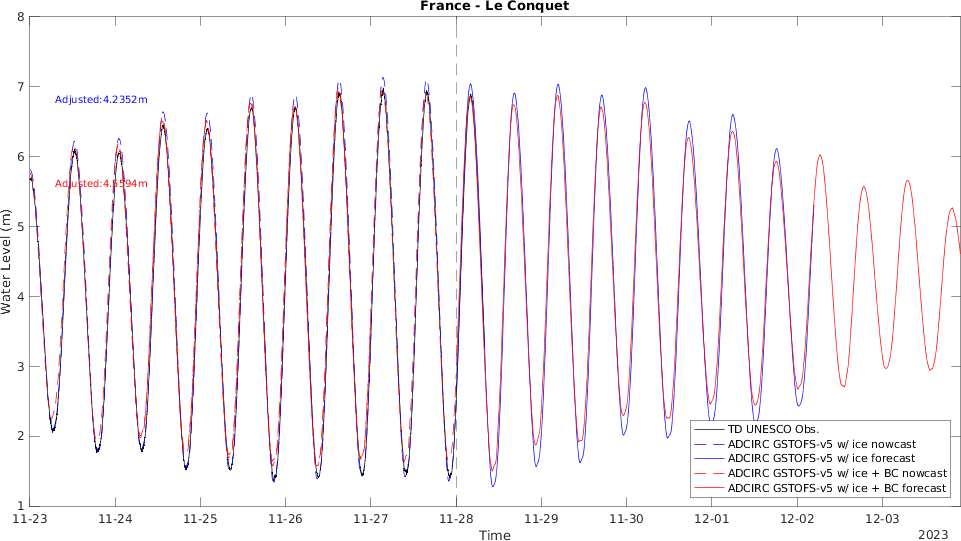 France - Le Conquet
8
7
6
5
4
3
2
1
Water Level (m)
Adjusted:4.2352m
Adjusted:4.5594m
TD UNESCO Obs.
ADCIRC GSTOFS-v5 w/ ice nowcast
ADCIRC GSTOFS-v5 w/ ice forecast
ADCIRC GSTOFS-v5 w/ ice + BC nowcast
ADCIRC GSTOFS-v5 w/ ice + BC forecast
11-23 11-24 11-25 11-26 11-27 11-28 11-29 11-30 12-01 12-02 12-03
Time
2023